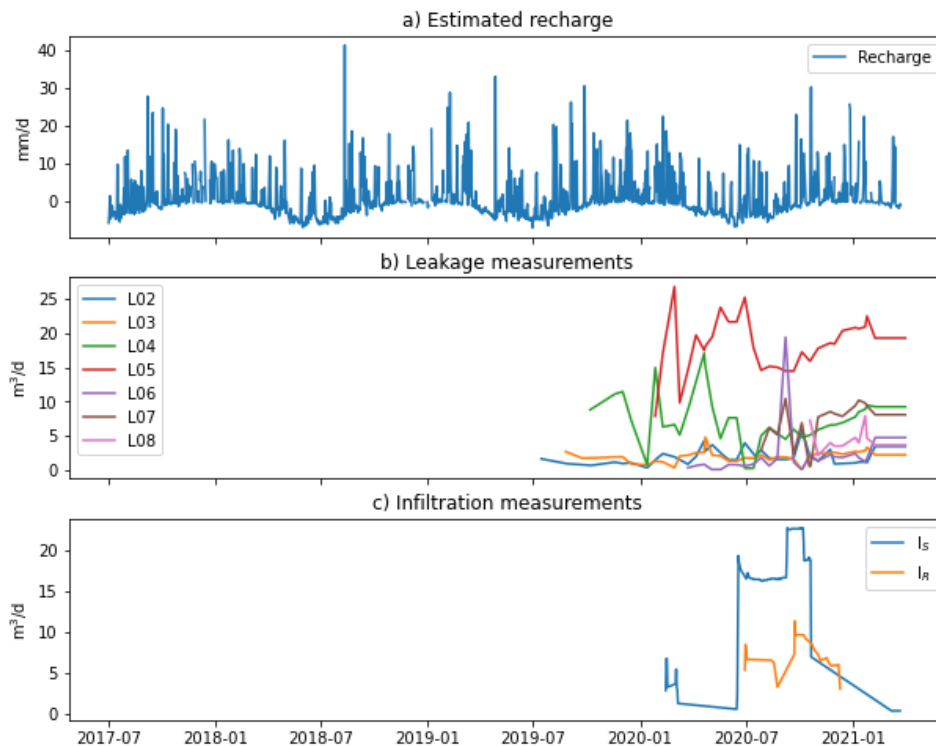 a) Estimated recharge
40
30
20
10
0
mm/d
Recharge
b) Leakage measurements
25
20
15
10
5
0
m³/d
L02
L03
L04
L05
L06
L07
L08
c) Infiltration measurements
20
15
10
5
0
m³/d
I_S
I_R
2017-07 2018-01 2018-07 2019-01 2019-07 2020-01 2020-07 2021-01